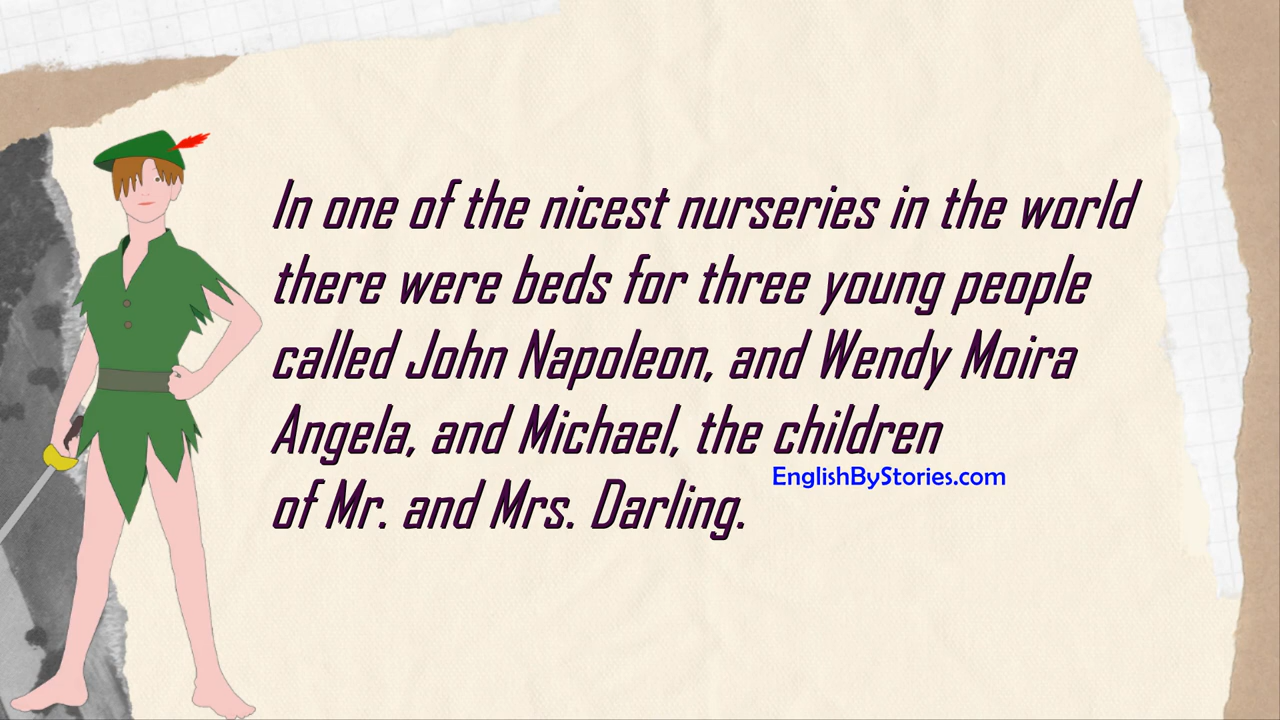 In one of the nicest nurseries in the world
there were beds for three young people
called John Napoleon, and Wendy Moira
Angela, and Michael, the children
of Mr. and Mrs. Darling.
EnglishByStories.com